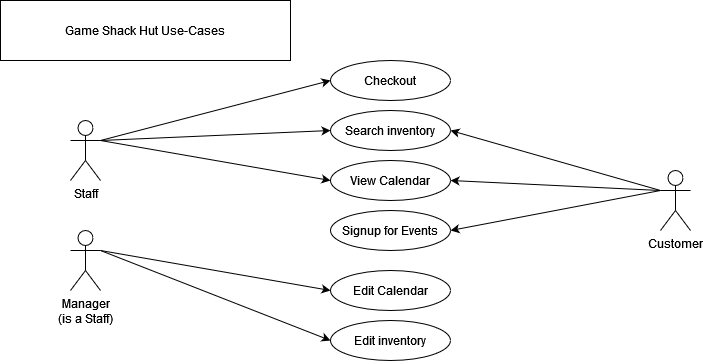 Game Shack Hut Use-Cases
Checkout
Search inventory
View Calendar
Staff
Signup for Events
Customer
Manager
(is a Staff)
Edit Calendar
Edit inventory